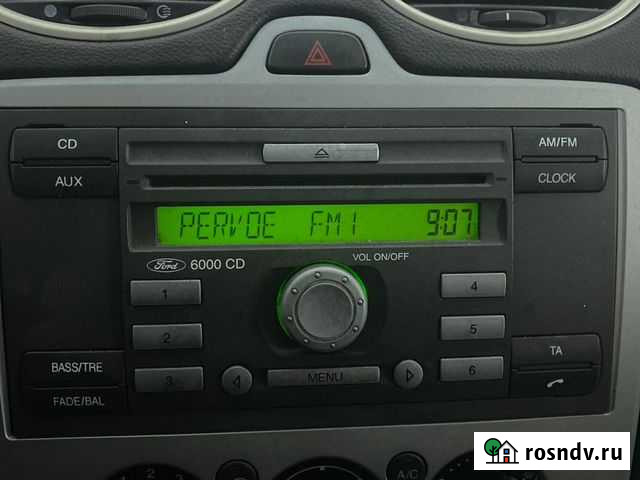 CD
AUX
AM/FM
CLOCK
PERVOE FM1 9:07
Ford 6000 CD
VOL ON/OFF
1
2
3
4
5
6
MENU
BASS/TRE
FADE/BAL
TA
A/C
2
rosndv.ru